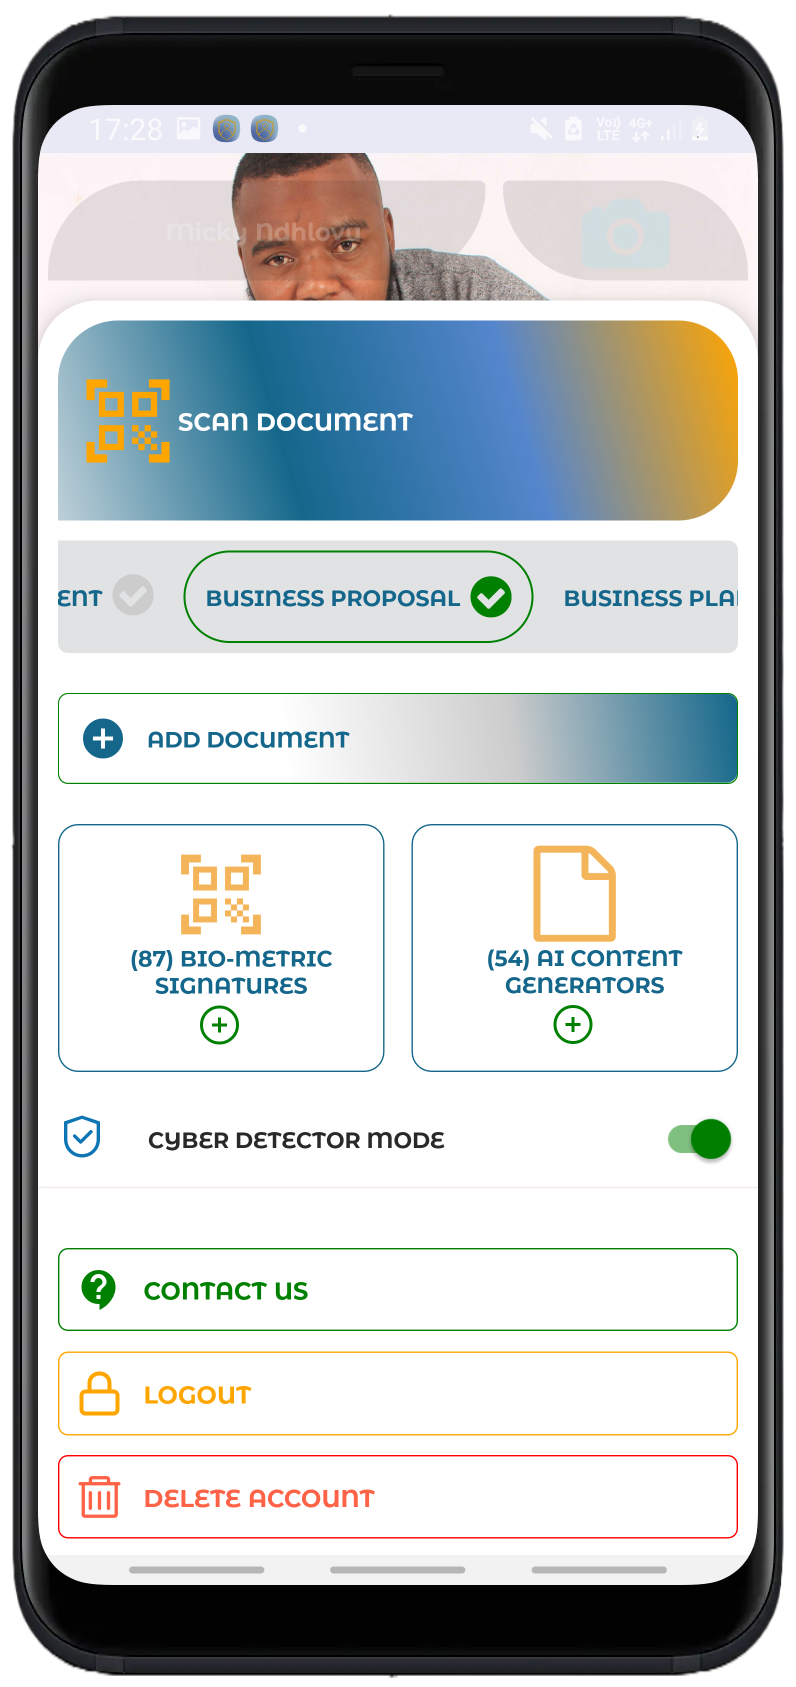 17:28
Vo))
LTE
4G+
Micky Ndhlovu
SCAN DOCUMENT
ENT
BUSINESS PROPOSAL
BUSINESS PLA
ADD DOCUMENT
(87) BIO-METRIC
SIGNATURES
(54) AI CONTENT
GENERATORS
CYBER DETECTOR MODE
CONTACT US
LOGOUT
DELETE ACCOUNT